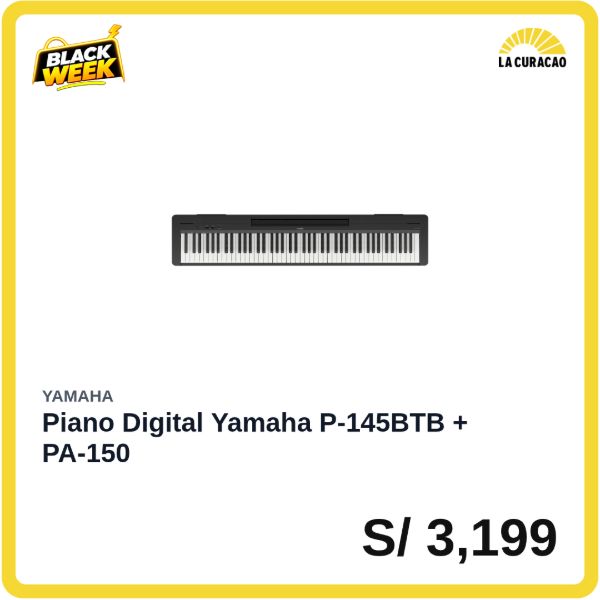 BLACK
WEEK
LA CURACAO
YAMAHA
Piano Digital Yamaha P-145BTB +
PA-150
S/ 3,199